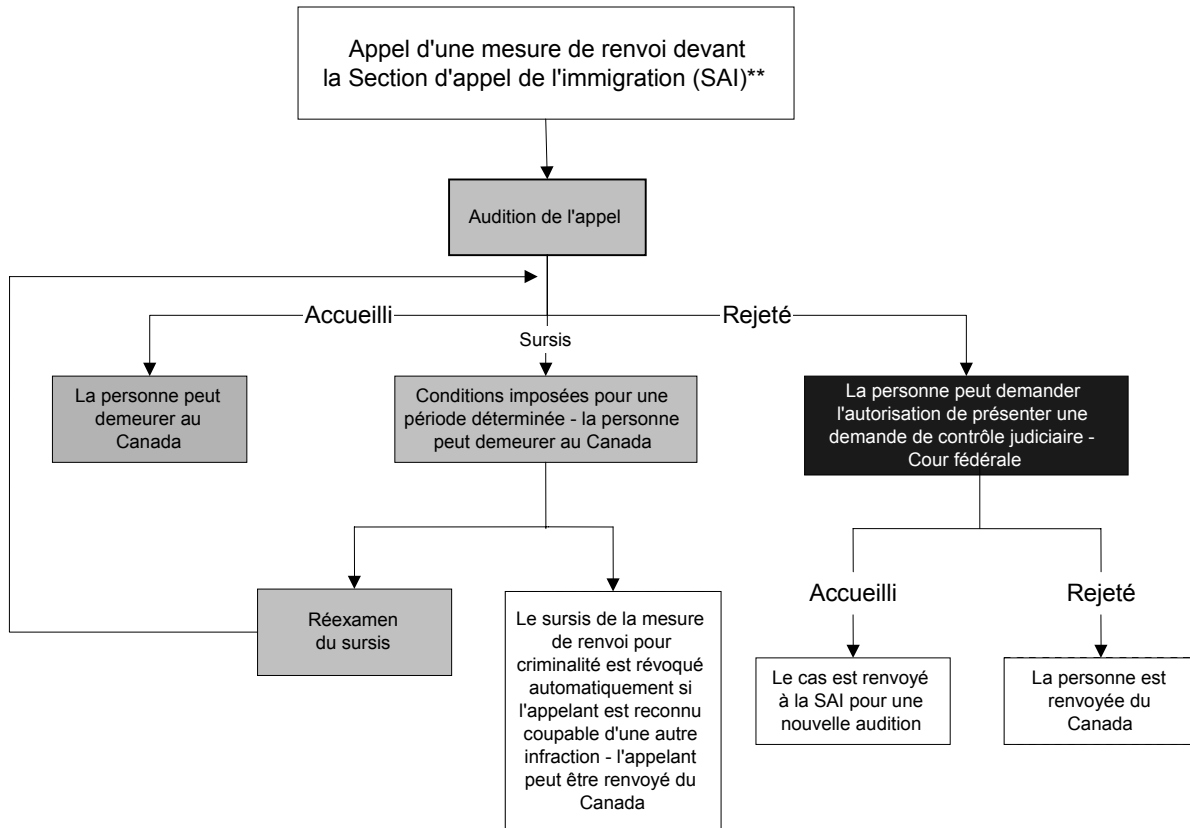 Appel d'une mesure de renvoi devant
la Section d'appel de l'immigration (SAI)**
Audition de l'appel
Accueilli
Sursis
Rejeté
La personne peut
demeurer au
Canada
Conditions imposées pour une
période déterminée - la personne
peut demeurer au Canada
La personne peut demander
l'autorisation de présenter une
demande de contrôle judiciaire -
Cour fédérale
Réexamen
du sursis
Le sursis de la mesure
de renvoi pour
criminalité est révoqué
automatiquement si
l'appelant est reconnu
coupable d'une autre
infraction - l'appelant
peut être renvoyé du
Canada
Accueilli
Rejeté
Le cas est renvoyé
à la SAI pour une
nouvelle audition
La personne est
renvoyée du
Canada